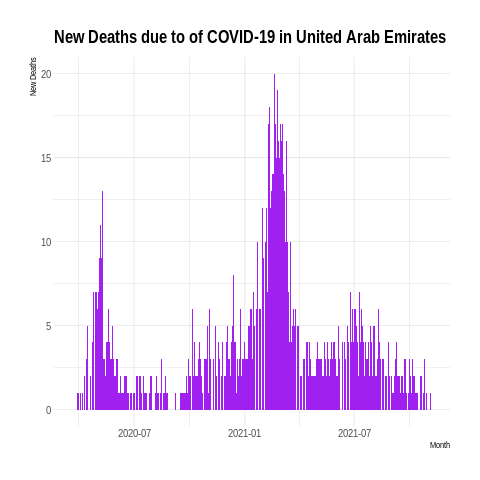 New Deaths due to of COVID-19 in United Arab Emirates
New Deaths
20
15
10
5
0
2020-07
2021-01
2021-07
Month